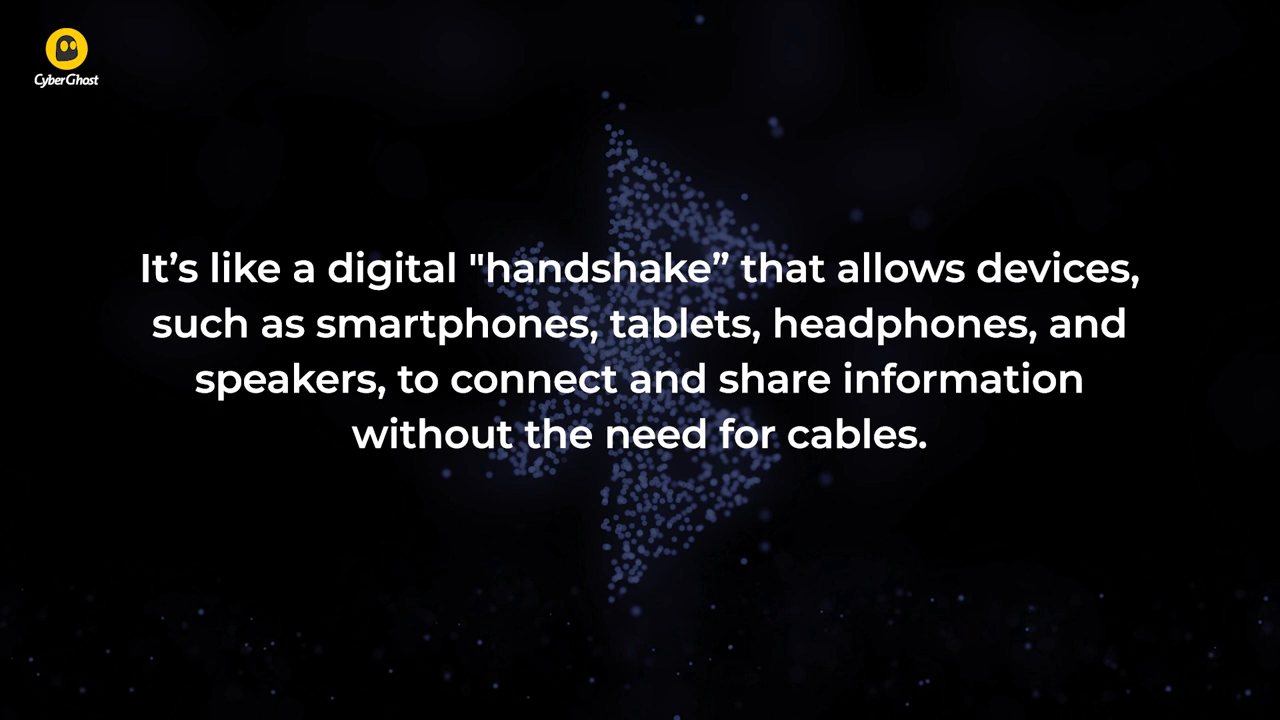 CyberGhost
It’s like a digital "handshake” that allows devices,
such as smartphones, tablets, headphones, and
speakers, to connect and share information
without the need for cables.